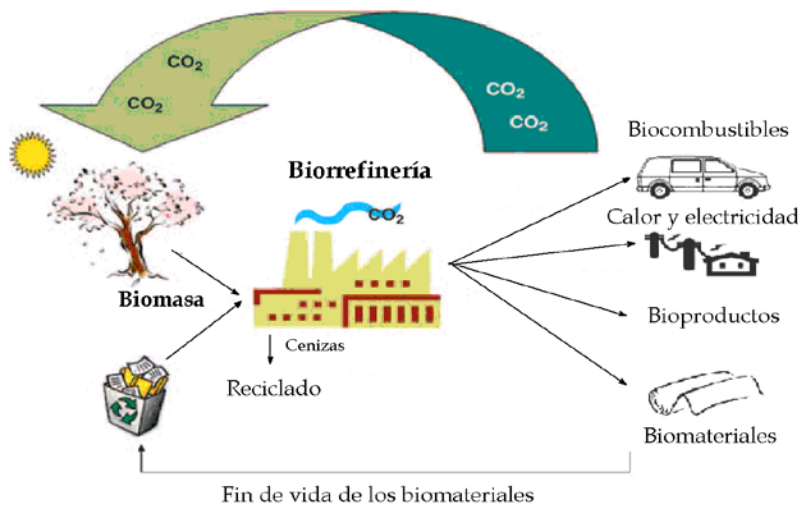 CO₂
CO₂
CO₂
CO₂
Biocombustibles
Biorrefinería
CO₂
Calor y electricidad
Biomasa
Bioproductos
Cenizas
Reciclado
Biomateriales
Fin de vida de los biomateriales